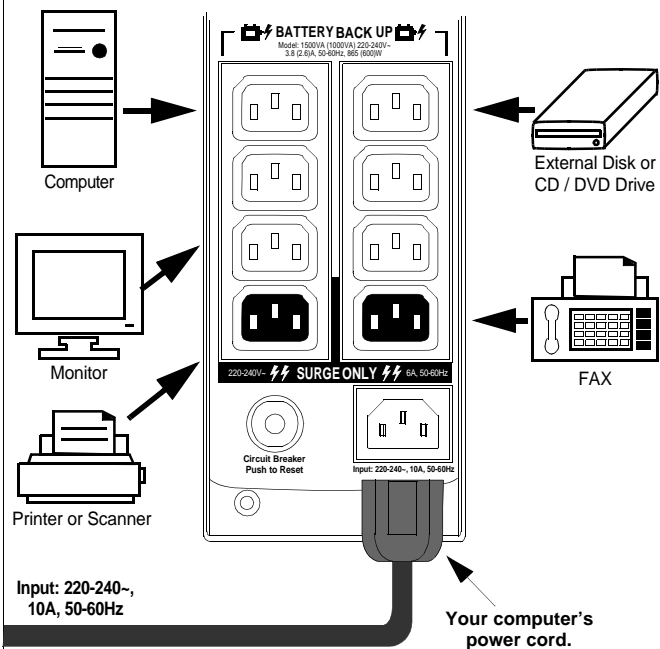 BATTERY BACK UP
Model: 1500VA (1000VA) 220-240V~
3.8 (2.6)A, 50-60Hz, 865 (600)W
Computer
External Disk or
CD / DVD Drive
Monitor
FAX
220-240V~ SURGE ONLY 6A, 50-60Hz
Printer or Scanner
Circuit Breaker
Push to Reset
Input: 220-240~, 10A, 50-60Hz
Input: 220-240~,
10A, 50-60Hz
Your computer's
power cord.